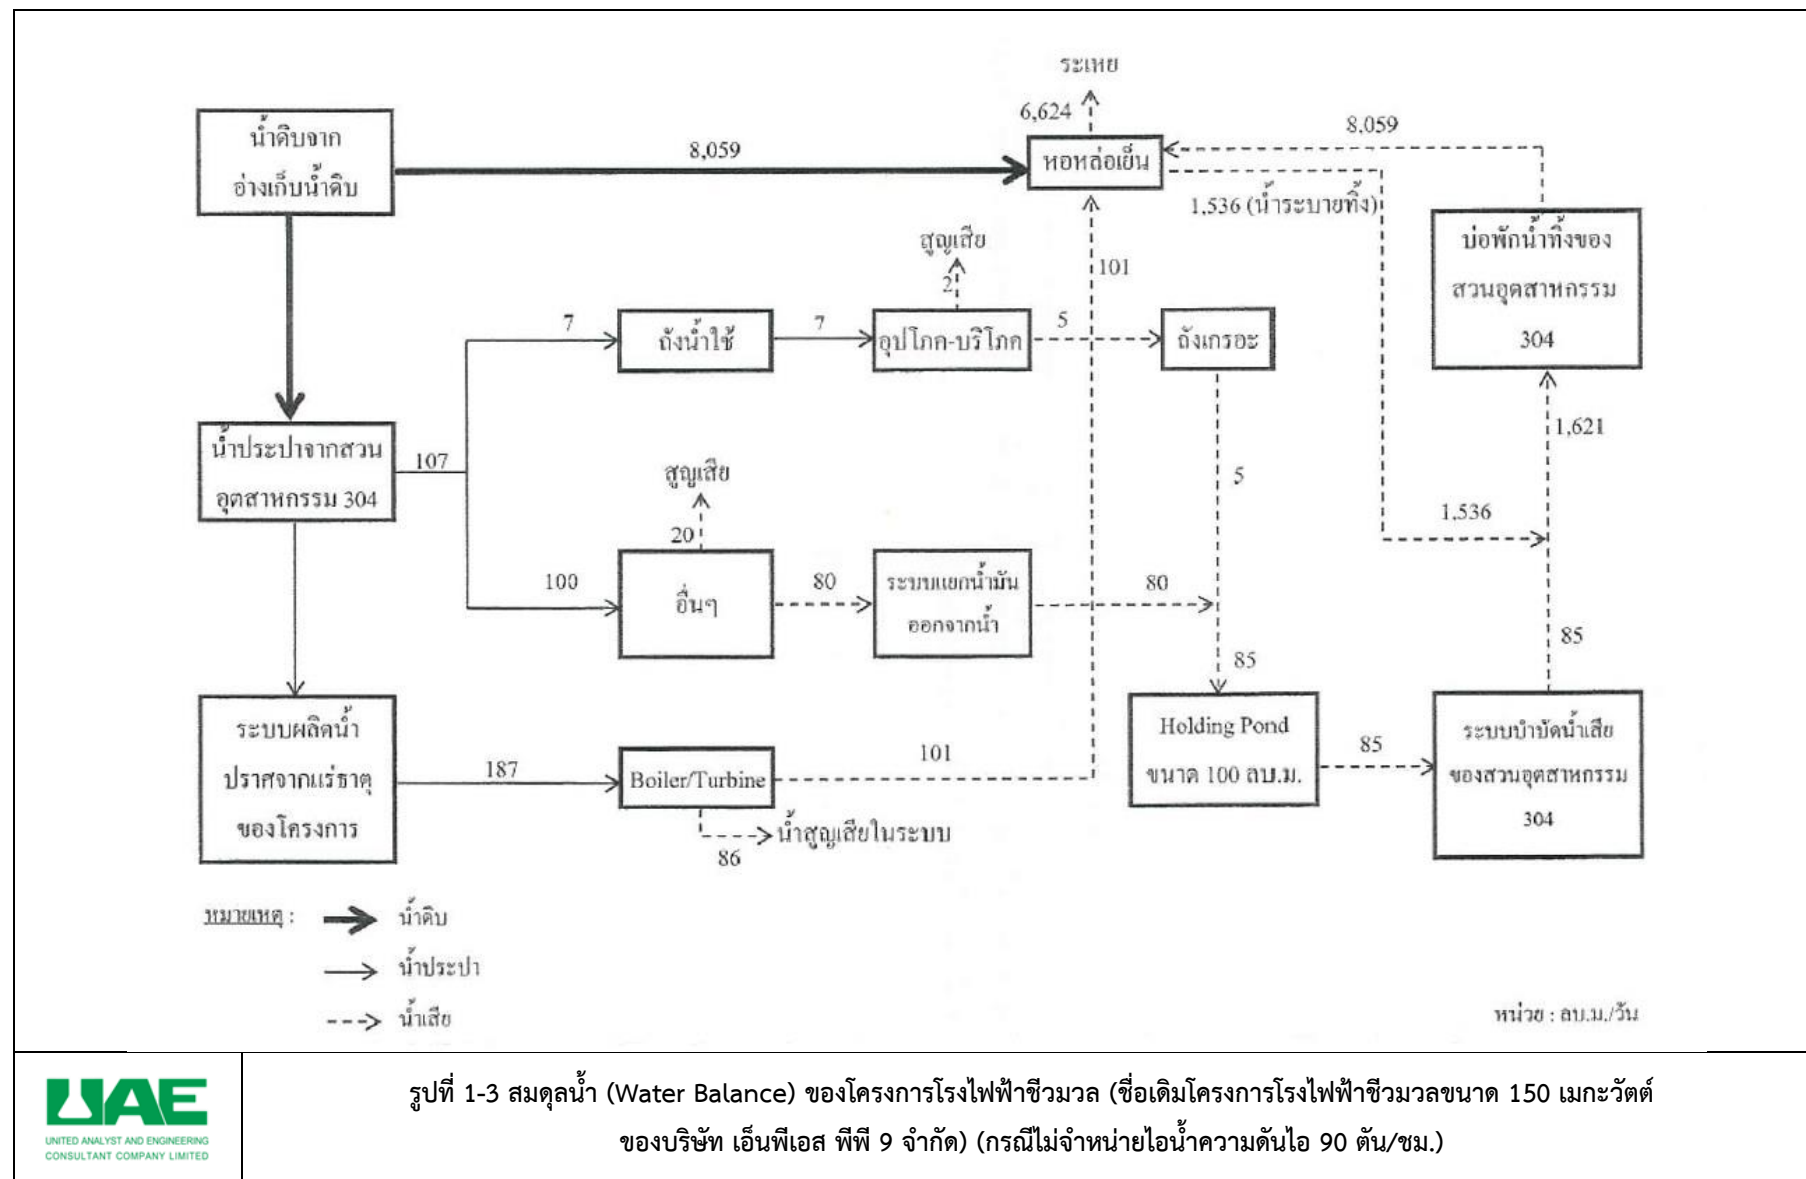 ระเหย
6,624
8,059
8,059
น้ำดิบจาก
อ่างเก็บน้ำดิบ
หอหล่อเย็น
1,536 (น้ำระบายทิ้ง)
บ่อพักน้ำทิ้งของ
สวนอุตสาหกรรม
304
สูญเสีย
2
101
7
ถังน้ำใช้
7
อุปโภค-บริโภค
5
ถังเกรอะ
1,621
น้ำประปาจากสวน
อุตสาหกรรม 304
107
สูญเสีย
20
5
1,536
100
อื่นๆ
80
ระบบแยกน้ำมัน
ออกจากน้ำ
80
85
85
ระบบผลิตน้ำ
ปราศจากแร่ธาตุ
ของโครงการ
187
Boiler/Turbine
101
Holding Pond
ขนาด 100 ลบ.ม.
85
ระบบบำบัดน้ำเสีย
ของสวนอุตสาหกรรม
304
น้ำสูญเสียในระบบ
86
หมายเหตุ :
น้ำดิบ
น้ำประปา
น้ำเสีย
หน่วย : ลบ.ม./วัน
UAE
UNITED ANALYST AND ENGINEERING
CONSULTANT COMPANY LIMITED
รูปที่ 1-3 สมดุลน้ำ (Water Balance) ของโครงการโรงไฟฟ้าชีวมวล (ชื่อเดิมโครงการโรงไฟฟ้าชีวมวลขนาด 150 เมกะวัตต์
ของบริษัท เอ็นพีเอส พีพี 9 จำกัด) (กรณีไม่จำหน่ายไอน้ำความดันไอ 90 ตัน/ชม.)